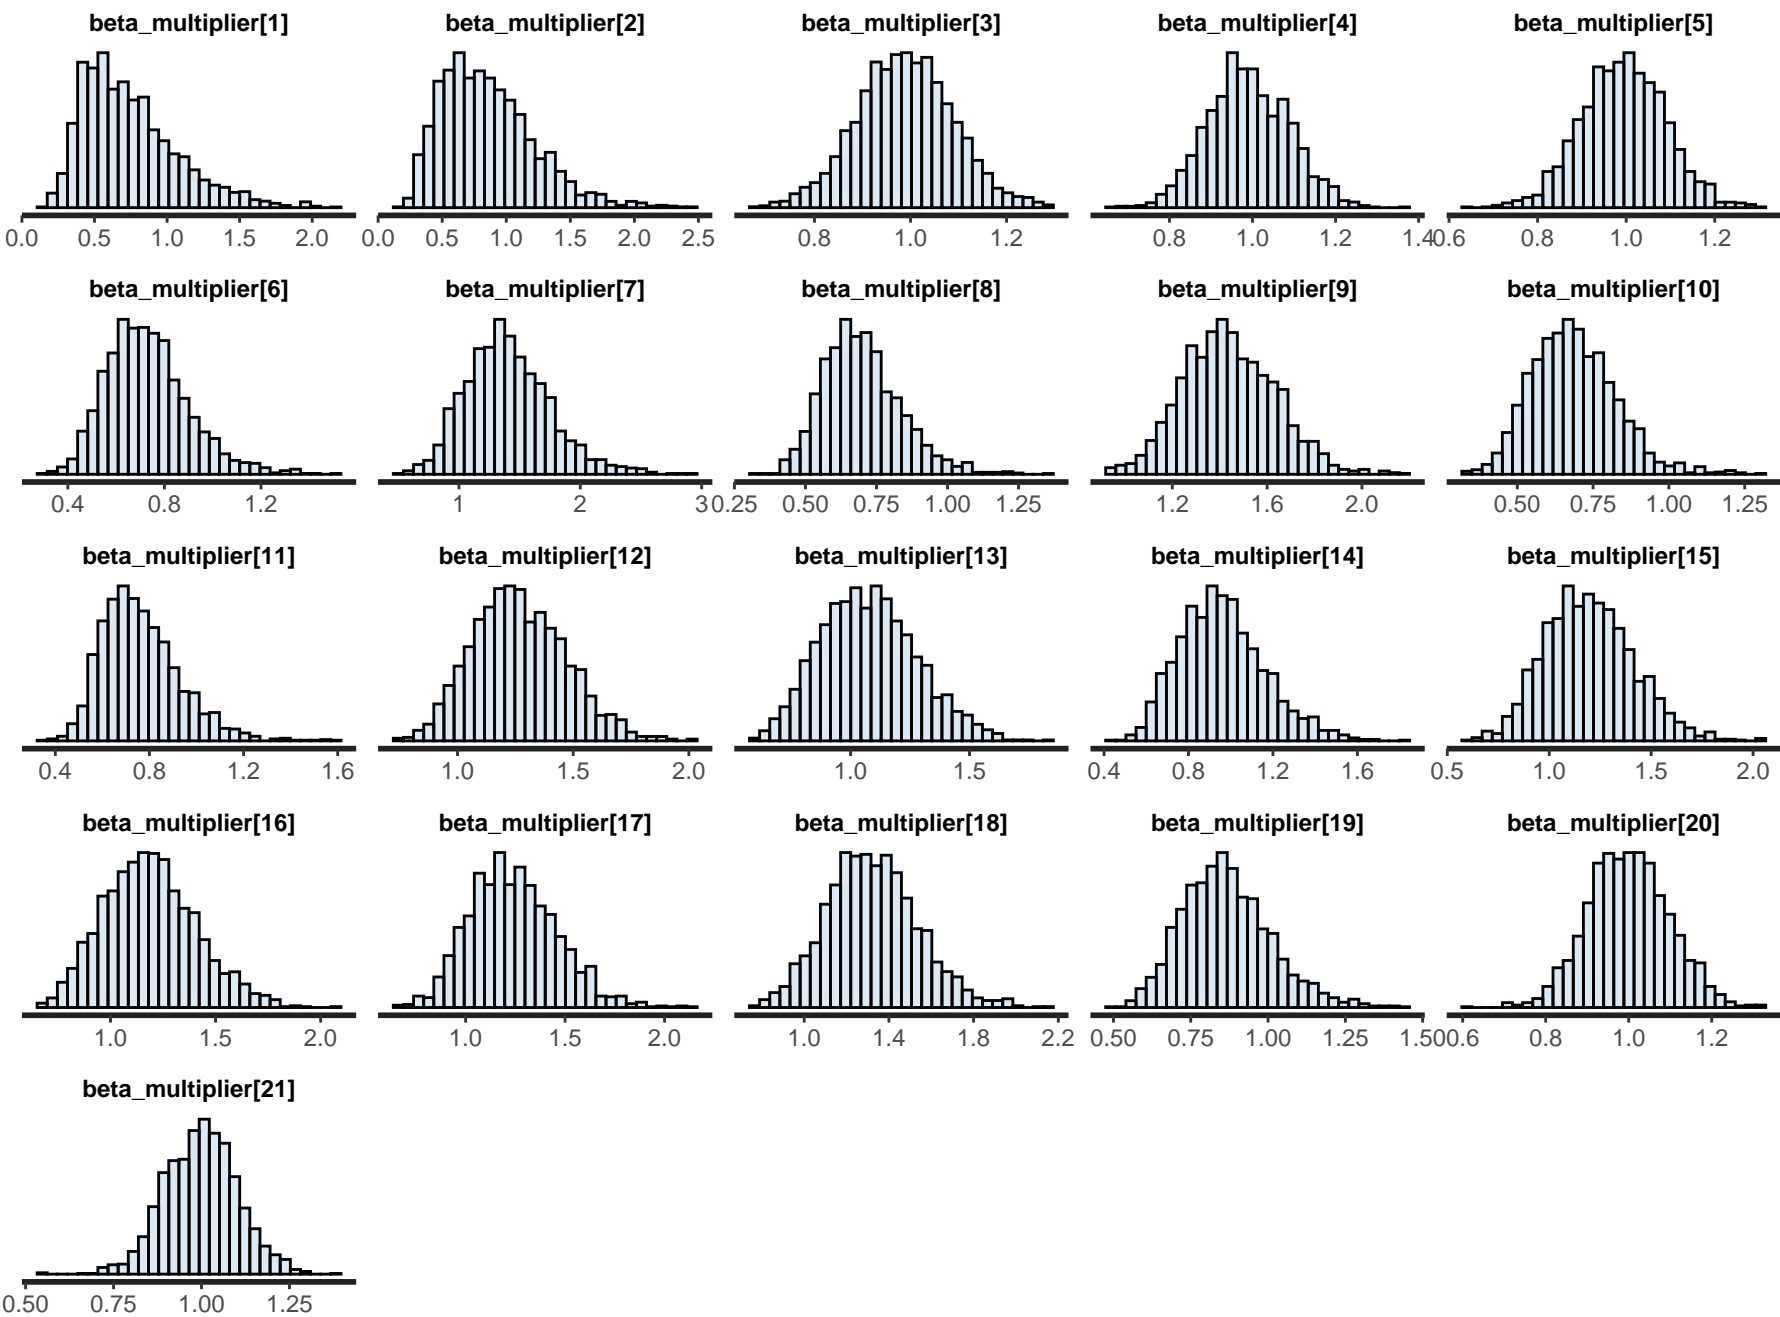 beta_multiplier[1] beta_multiplier[2] beta_multiplier[3] beta_multiplier[4] beta_multiplier[5]
0.0 0.5 1.0 1.5 2.0 0.0 0.5 1.0 1.5 2.0 2.5 0.8 1.0 1.2 0.8 1.0 1.2 1.4 0.6 0.8 1.0 1.2
beta_multiplier[6] beta_multiplier[7] beta_multiplier[8] beta_multiplier[9] beta_multiplier[10]
0.4 0.8 1.2 1 2 3 0.25 0.50 0.75 1.00 1.25 1.2 1.6 2.0 0.50 0.75 1.00 1.25
beta_multiplier[11] beta_multiplier[12] beta_multiplier[13] beta_multiplier[14] beta_multiplier[15]
0.4 0.8 1.2 1.6 1.0 1.5 2.0 1.0 1.5 0.4 0.8 1.2 1.6 0.5 1.0 1.5 2.0
beta_multiplier[16] beta_multiplier[17] beta_multiplier[18] beta_multiplier[19] beta_multiplier[20]
1.0 1.5 2.0 1.0 1.5 2.0 1.0 1.4 1.8 2.2 0.50 0.75 1.00 1.25 1.50 0.6 0.8 1.0 1.2
beta_multiplier[21]
0.50 0.75 1.00 1.25